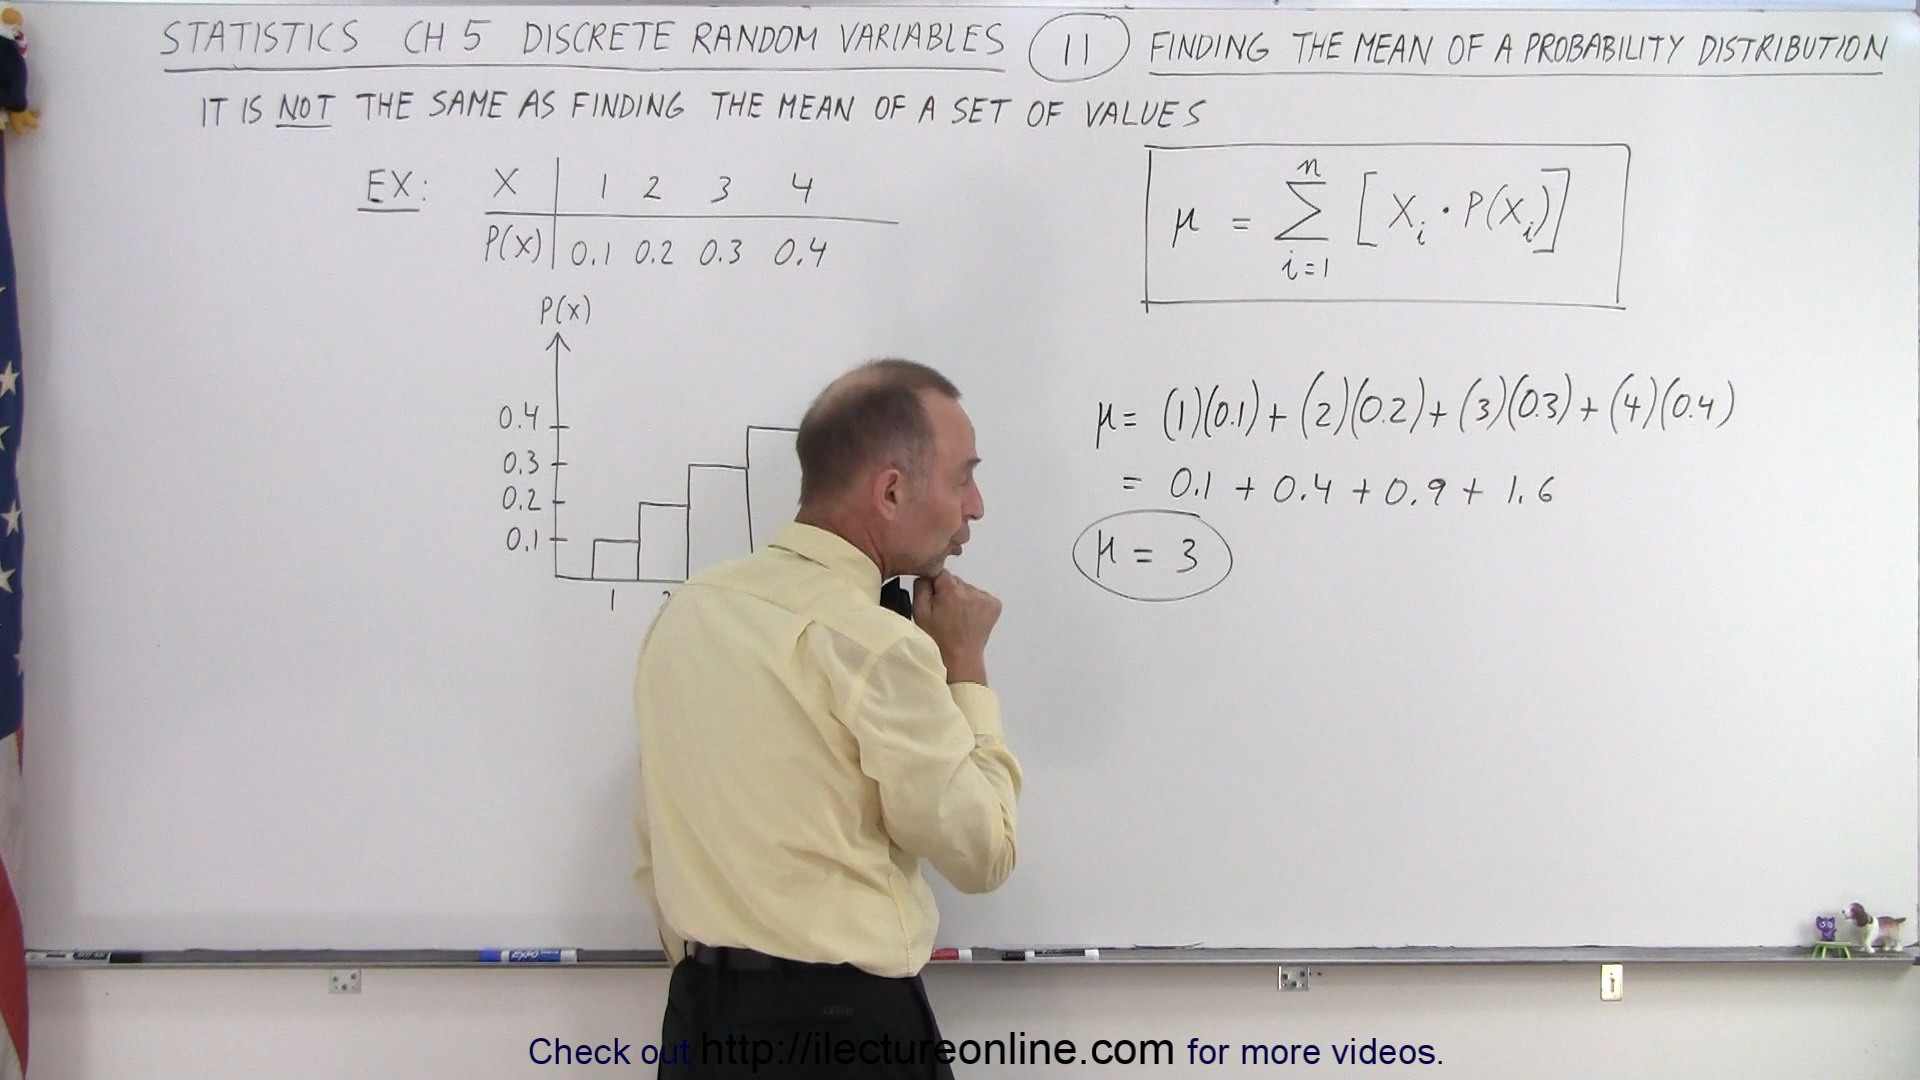 STATISTICS CH 5 DISCRETE RANDOM VARIABLES 11 FINDING THE MEAN OF A PROBABILITY DISTRIBUTION
IT IS NOT THE SAME AS FINDING THE MEAN OF A SET OF VALUES
EX: X 1 2 3 4
P(X) 0.1 0.2 0.3 0.4
P(X)
0.4
0.3
0.2
0.1
1
μ = n Σ i=1 [Xi · P(Xi)]
μ = (1)(0.1) + (2)(0.2) + (3)(0.3) + (4)(0.4)
= 0.1 + 0.4 + 0.9 + 1.6
μ = 3
EXPO
Check out http://ilectureonline.com for more videos.